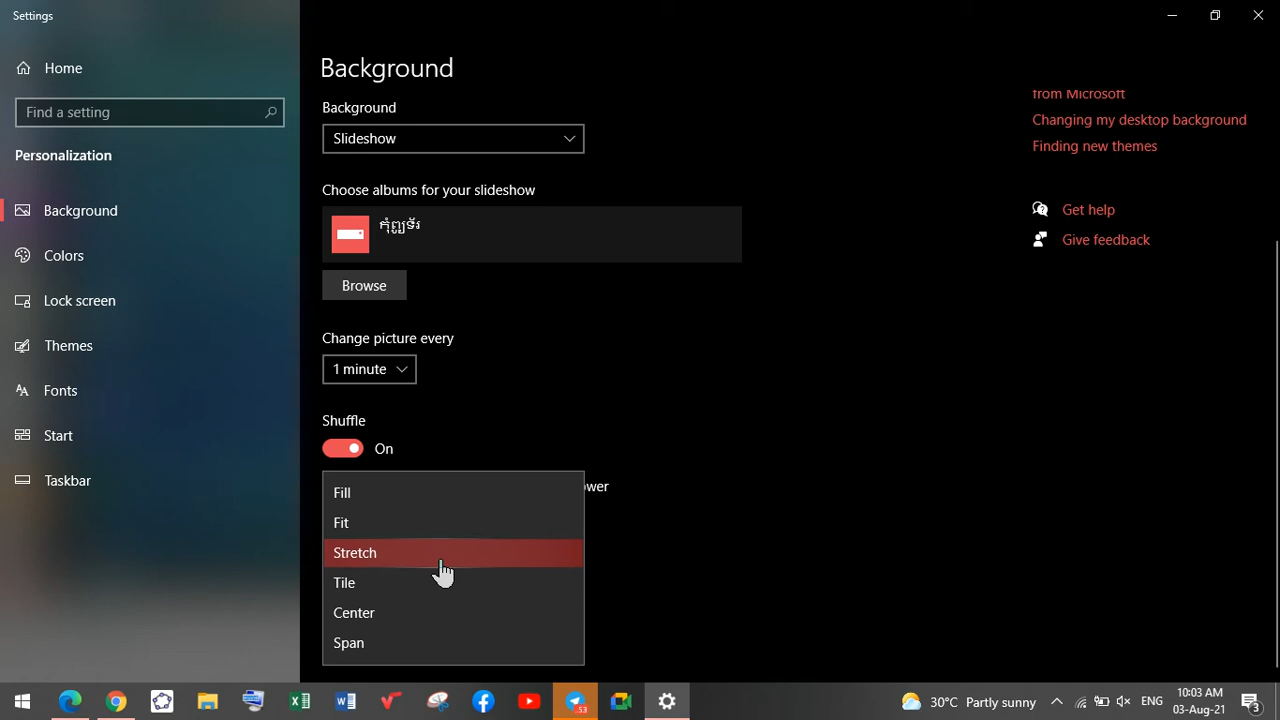 Settings
Home
Find a setting
Personalization
Background
Colors
Lock screen
Themes
Fonts
Start
Taskbar
Background
Background
Slideshow
Choose albums for your slideshow
កុំព្យូទ័រ
Browse
Change picture every
1 minute
Shuffle
On
ower
Fill
Fit
Stretch
Tile
Center
Span
from Microsoft
Changing my desktop background
Finding new themes
Get help
Give feedback
53
30°C Partly sunny
ENG
10:03 AM
03-Aug-21
3